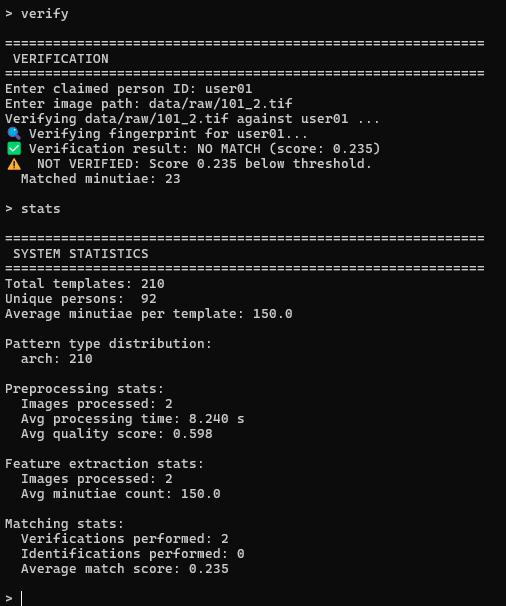 > verify
============================================================
 VERIFICATION
============================================================
Enter claimed person ID: user01
Enter image path: data/raw/101_2.tif
Verifying data/raw/101_2.tif against user01 ...
🔍 Verifying fingerprint for user01...
✅ Verification result: NO MATCH (score: 0.235)
⚠️  NOT VERIFIED: Score 0.235 below threshold.
  Matched minutiae: 23
> stats
============================================================
 SYSTEM STATISTICS
============================================================
Total templates: 210
Unique persons:  92
Average minutiae per template: 150.0
Pattern type distribution:
  arch: 210
Preprocessing stats:
  Images processed: 2
  Avg processing time: 8.240 s
  Avg quality score: 0.598
Feature extraction stats:
  Images processed: 2
  Avg minutiae count: 150.0
Matching stats:
  Verifications performed: 2
  Identifications performed: 0
  Average match score: 0.235
>